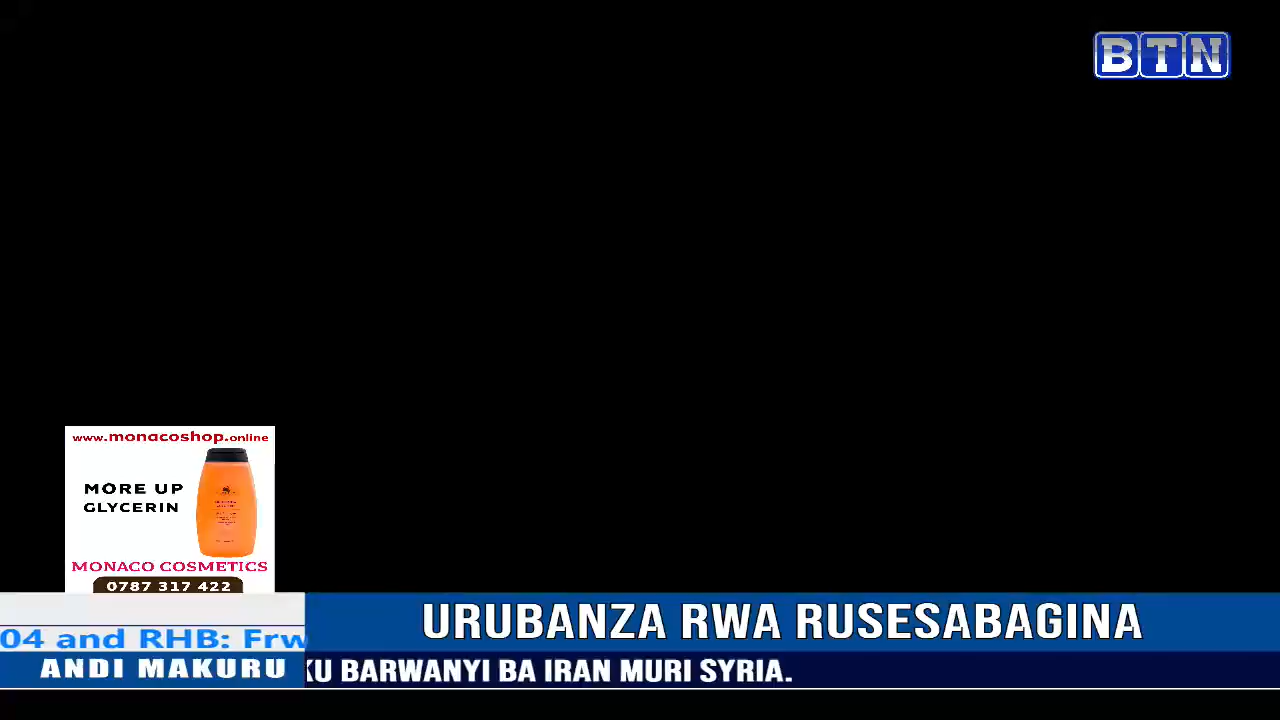 BTN
www.monacoshop.online
MORE UP
GLYCERIN
MONACO COSMETICS
0787 317 422
URUBANZA RWA RUSESABAGINA
04 and RHB: Frw
ANDI MAKURU
KU BARWANYI BA IRAN MURI SYRIA.